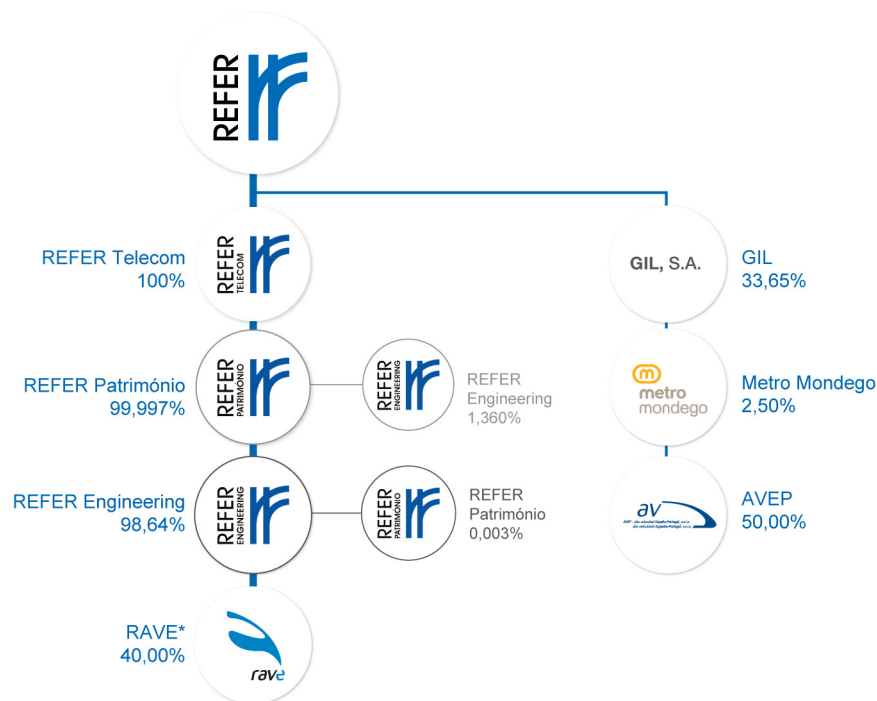 REFER
REFER Telecom
100%
REFER
TELECOM
GIL, S.A.
GIL
33,65%
REFER Património
99,997%
REFER
PATRIMÓNIO
REFER
ENGINEERING
REFER
Engineering
1,360%
metro
mondego
Metro Mondego
2,50%
REFER Engineering
98,64%
REFER
ENGINEERING
REFER
PATRIMÓNIO
REFER
Património
0,003%
av
AVEP
50,00%
RAVE*
40,00%
rave